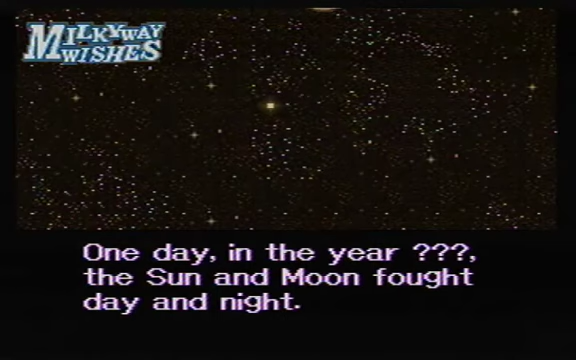 MILKYWAY
WISHES
One day, in the year ???,
the Sun and Moon fought
day and night.